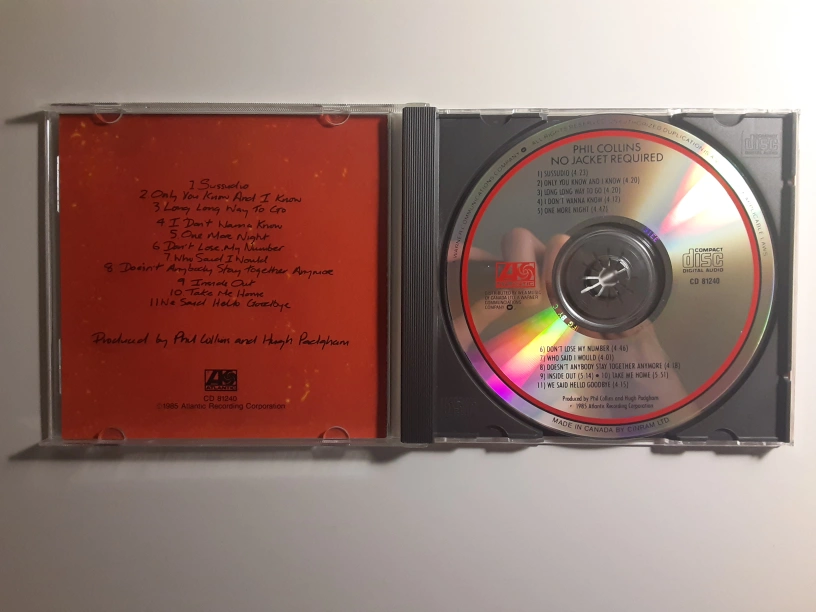 1 Sussudio
2. Only You Know And I Know
3 Long Long Way To Go
4 I Don't Wanna Know
5. One More Night
6 Don't Lose My Number
7 Who Said I Would
8 Doesn't Anybody Stay Together Anymore
9 Inside Out
10 Take Me Home
11 We Said Hello Goodbye
Produced by Phil Collins and Hugh Padgham
ATLANTIC
CD 81240
©1985 Atlantic Recording Corporation
PHIL COLLINS
NO JACKET REQUIRED
1) SUSSUDIO (4:23)
2) ONLY YOU KNOW AND I KNOW (4:20)
3) LONG LONG WAY TO GO (4:20)
4) I DON'T WANNA KNOW (4:12)
5) ONE MORE NIGHT (4:47)
COMPACT
disc
DIGITAL AUDIO
CD 81240
ATLANTIC
6) DON'T LOSE MY NUMBER (4:46)
7) WHO SAID I WOULD (4:01)
8) DOESN'T ANYBODY STAY TOGETHER ANYMORE (4:18)
9) INSIDE OUT (5:14) • 10) TAKE ME HOME (5:51)
11) WE SAID HELLO GOODBYE (4:15)
Produced by Phil Collins and Hugh Padgham
1985 Atlantic Recording Corporation
MADE IN CANADA BY CINRAM LTD.
disc